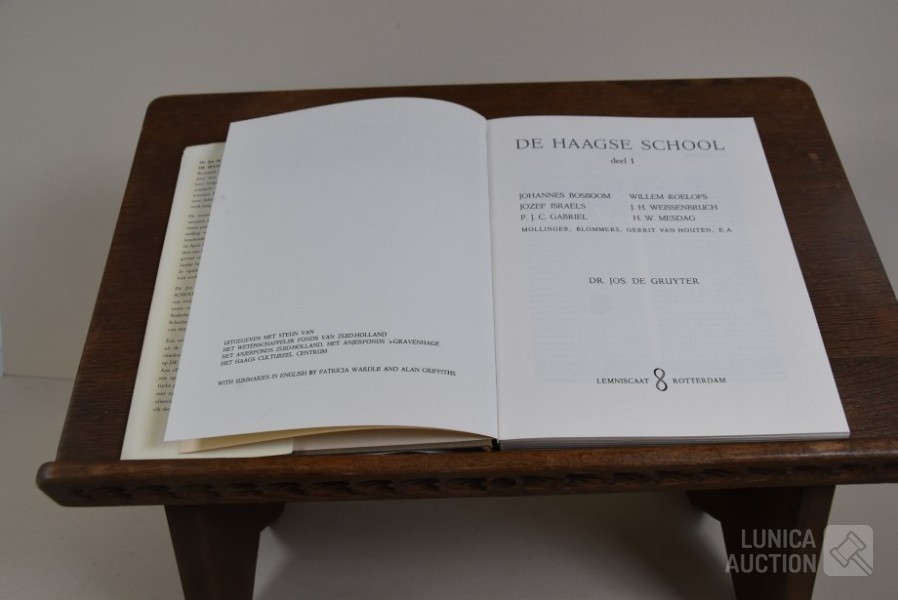 UITGEGEVEN MET STEUN VAN
HET WETENSCHAPPELIJK FONDS VAN ZUID-HOLLAND
HET ANJERFONDS ZUID-HOLLAND, HET ANJERFONDS 's-GRAVENHAGE
HET HAAGS CULTUREEL CENTRUM
WITH SUMMARIES IN ENGLISH BY PATRICIA WARDLE AND ALAN GRIFFITHS
DE HAAGSE SCHOOL
deel 1
JOHANNES BOSBOOM WILLEM ROELOFS
JOZEF ISRAELS J. H. WEISSENBRUCH
P. J. C. GABRIEL H. W. MESDAG
MOLLINGER, BLOMMERS, GERRIT VAN HOUTEN, E.A.
DR JOS DE GRUYTER
LEMNISCAAT ROTTERDAM
LUNICA
AUCTION